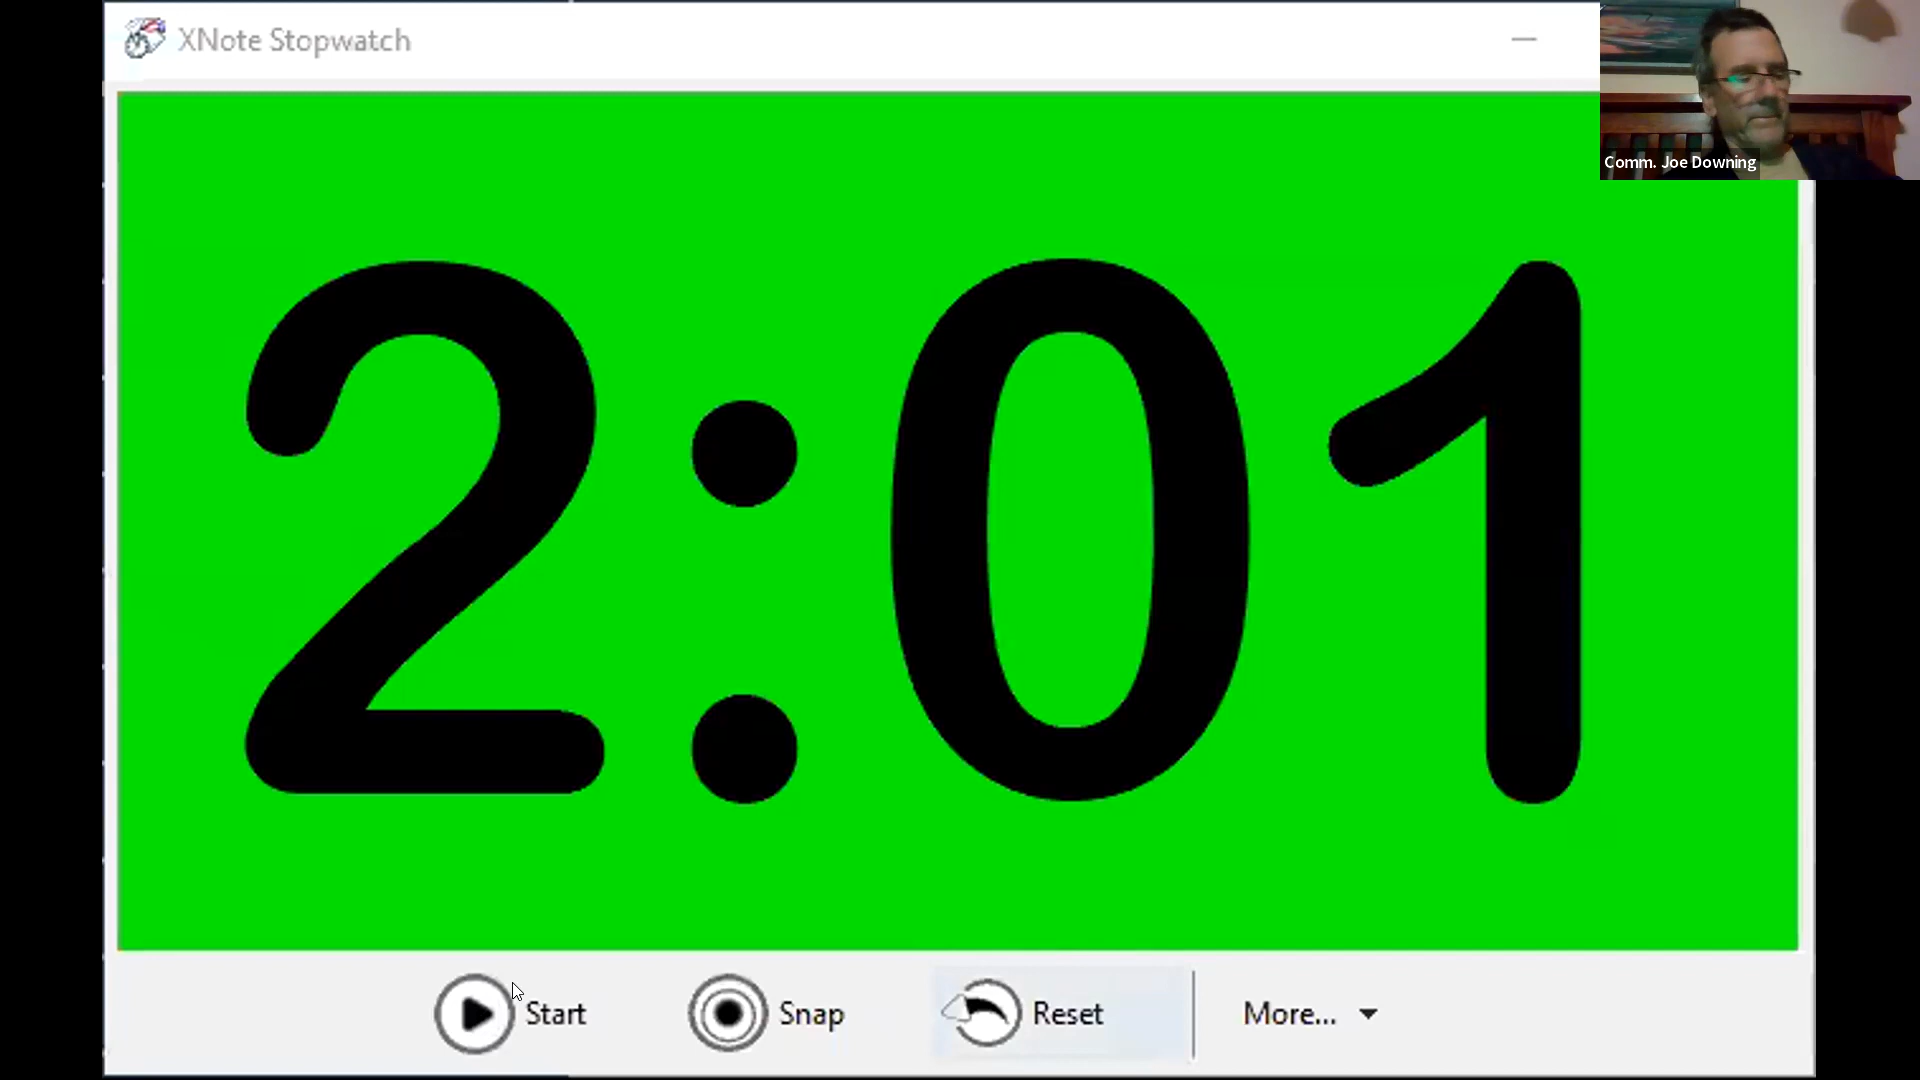 XNote Stopwatch
Comm. Joe Downing
2:01
Start
Snap
Reset
More...